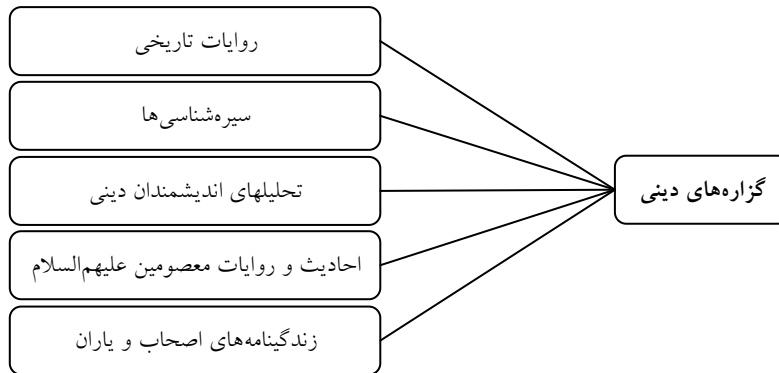 گزاره‌های دینی
روایات تاریخی
سیره‌شناسی‌ها
تحلیلهای اندیشمندان دینی
احادیث و روایات معصومین علیهم‌السلام
زندگینامه‌های اصحاب و یاران